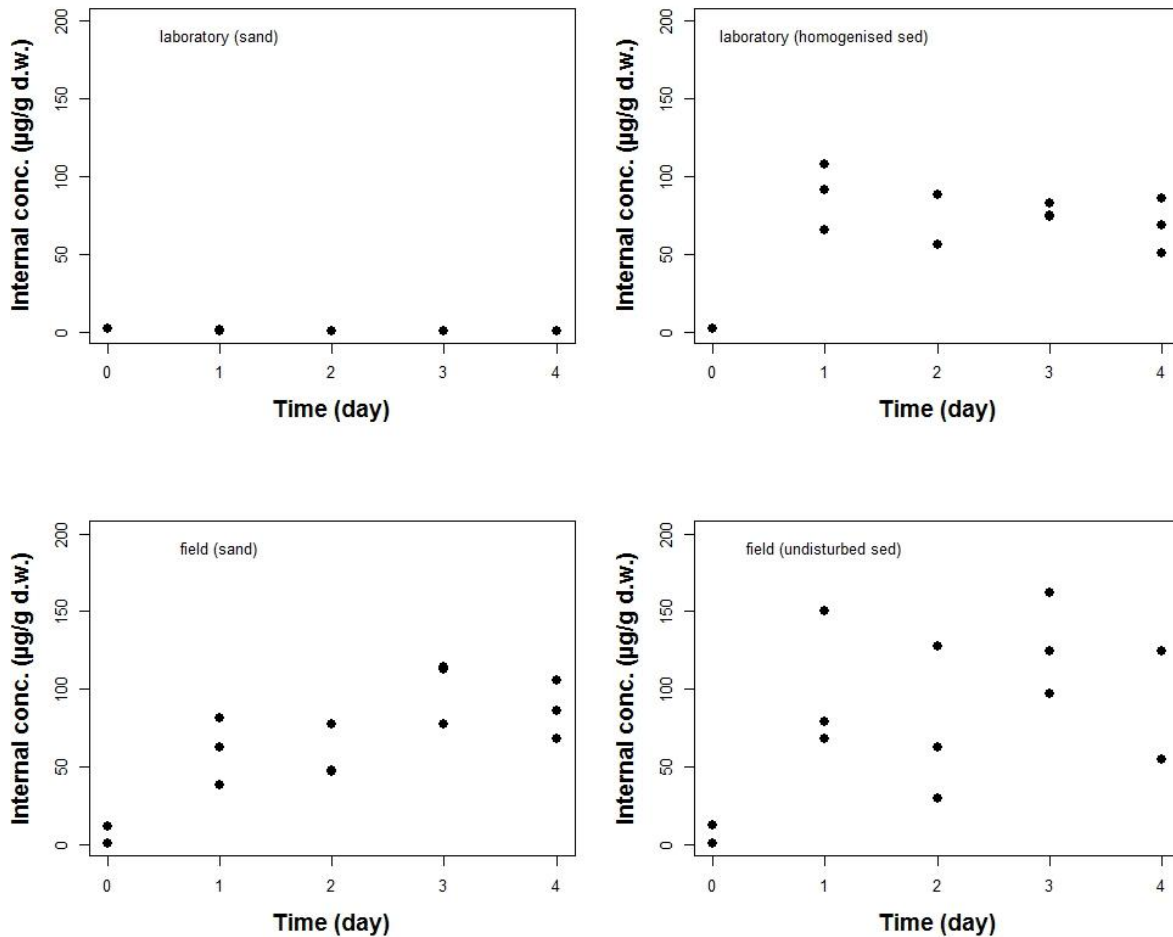 laboratory (sand)
Internal conc. (µg/g d.w.)
200
150
100
50
0
0 1 2 3 4
Time (day)
laboratory (homogenised sed)
Internal conc. (µg/g d.w.)
200
150
100
50
0
0 1 2 3 4
Time (day)
field (sand)
Internal conc. (µg/g d.w.)
200
150
100
50
0
0 1 2 3 4
Time (day)
field (undisturbed sed)
Internal conc. (µg/g d.w.)
200
150
100
50
0
0 1 2 3 4
Time (day)